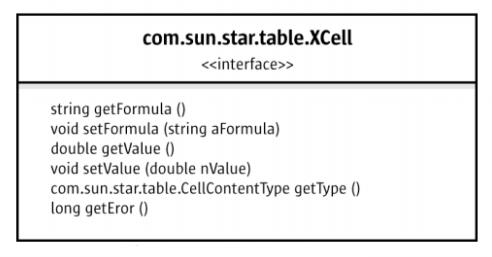 com.sun.star.table.XCell
<<interface>>
string getFormula ()
void setFormula (string aFormula)
double getValue ()
void setValue (double nValue)
com.sun.star.table.CellContentType getType ()
long getEror ()